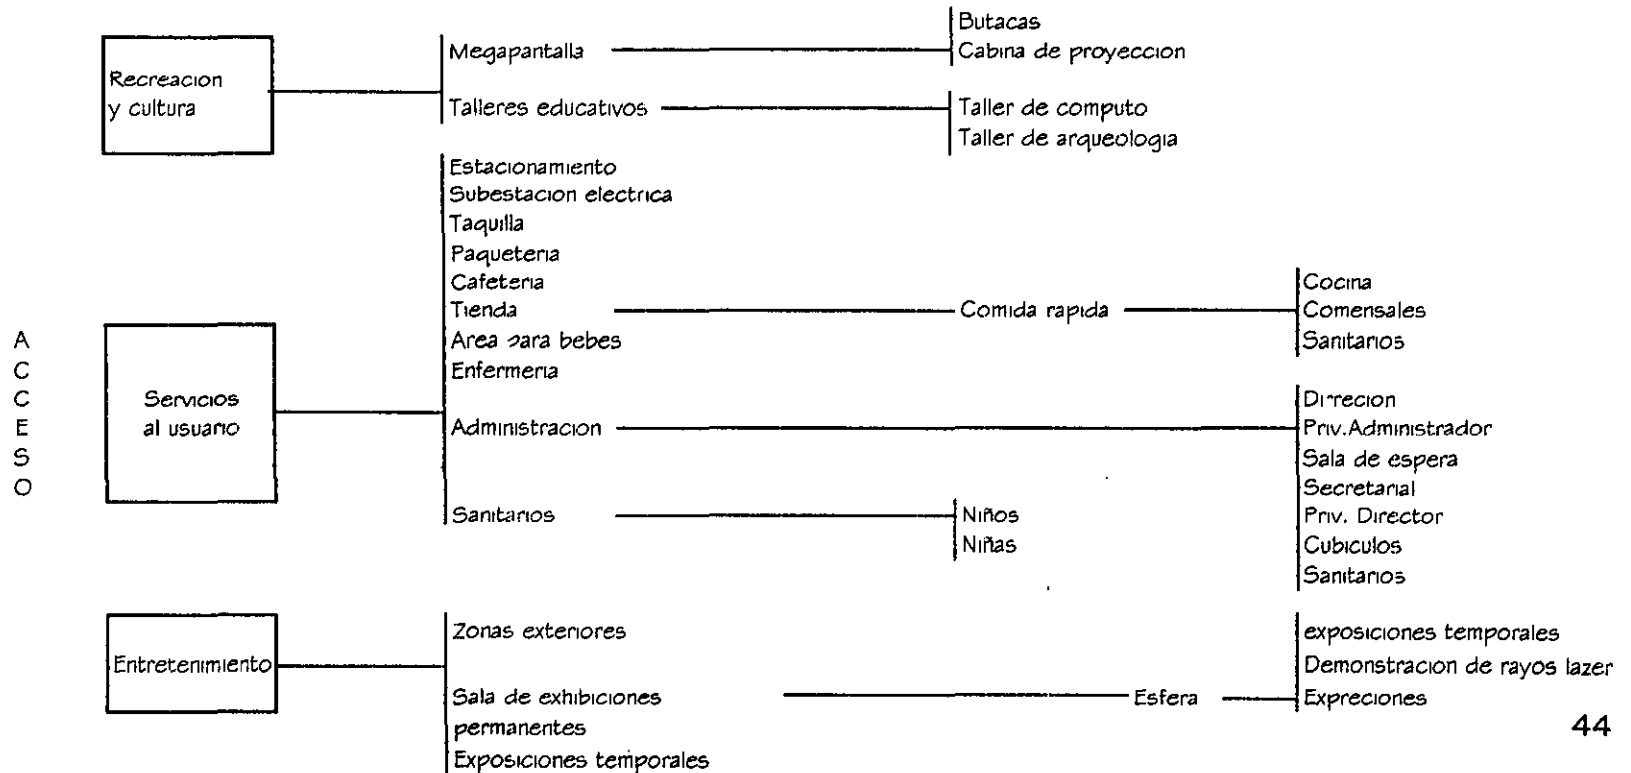 Recreacion
y cultura
Megapantalla
Butacas
Cabina de proyeccion
Talleres educativos
Taller de computo
Taller de arqueologia
ACCESO
Servicios
al usuario
Estacionamiento
Subestacion electrica
Taquilla
Paqueteria
Cafeteria
Tienda
Comida rapida
Cocina
Comensales
Sanitarios
Area para bebes
Enfermeria
Administracion
Direcion
Priv.Administrador
Sala de espera
Secretarial
Priv. Director
Cubiculos
Sanitarios
Sanitarios
Niños
Niñas
Entretenimiento
Zonas exteriores
Sala de exhibiciones
permanentes
Exposiciones temporales
Esfera
exposiciones temporales
Demonstracion de rayos lazer
Expreciones
44